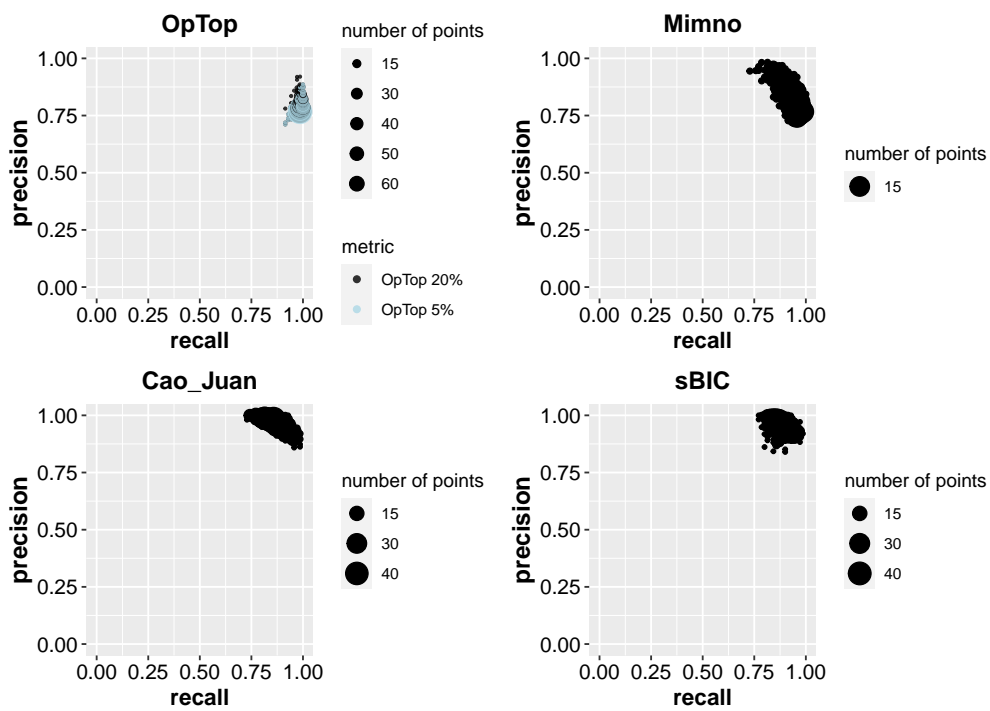 OpTop
precision
1.00
0.75
0.50
0.25
0.00
0.00 0.25 0.50 0.75 1.00
recall
number of points
15
30
40
50
60
metric
OpTop 20%
OpTop 5%
Mimno
precision
1.00
0.75
0.50
0.25
0.00
0.00 0.25 0.50 0.75 1.00
recall
number of points
15
Cao_Juan
precision
1.00
0.75
0.50
0.25
0.00
0.00 0.25 0.50 0.75 1.00
recall
number of points
15
30
40
sBIC
precision
1.00
0.75
0.50
0.25
0.00
0.00 0.25 0.50 0.75 1.00
recall
number of points
15
30
40